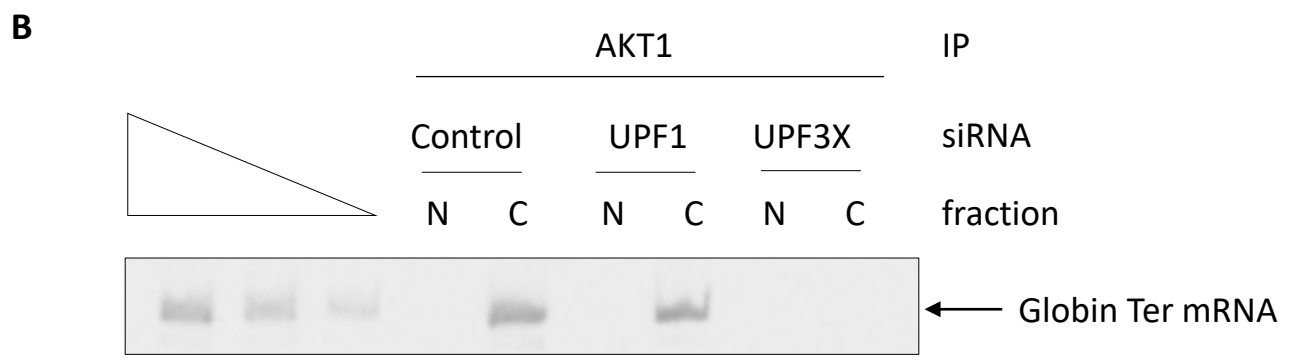 B
AKT1 IP
Control UPF1 UPF3X siRNA
N C N C N C fraction
Globin Ter mRNA